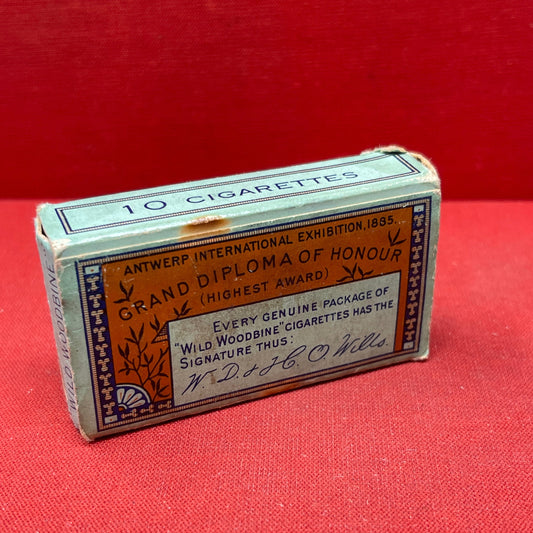 10 CIGARETTES
ANTWERP INTERNATIONAL EXHIBITION, 1885.
GRAND DIPLOMA OF HONOUR
(HIGHEST AWARD)
EVERY GENUINE PACKAGE OF
"WILD WOODBINE" CIGARETTES HAS THE
SIGNATURE THUS:
W. D. & H. O. Wills.
WILD WOODBINE